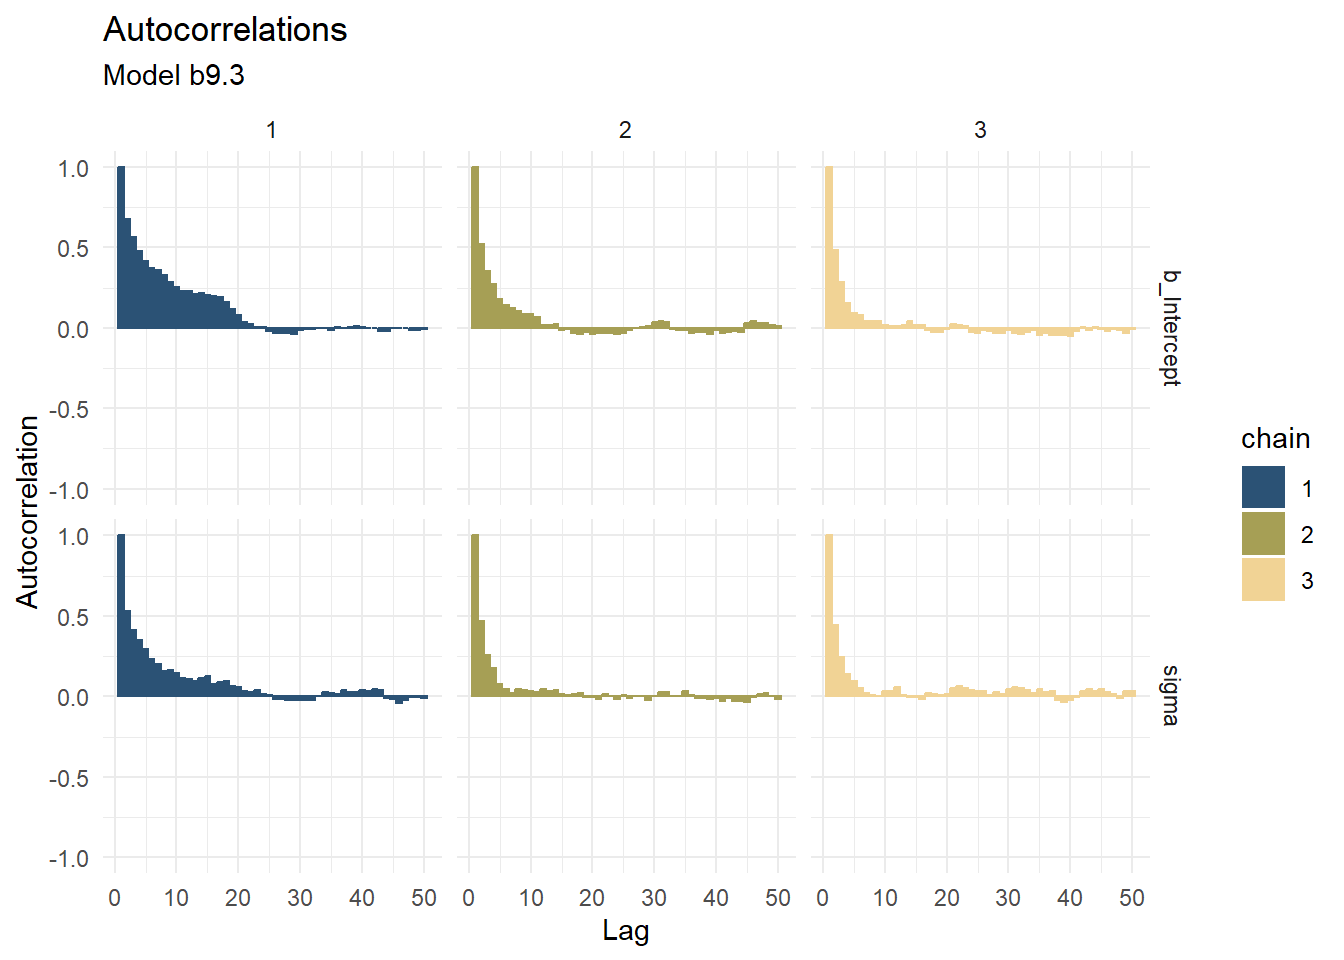 Autocorrelations
Model b9.3
1 2 3
1.0
0.5
0.0
-0.5
-1.0
b_Intercept
1.0
0.5
0.0
-0.5
-1.0
sigma
Autocorrelation
0 10 20 30 40 50 0 10 20 30 40 50 0 10 20 30 40 50
Lag
chain
1
2
3